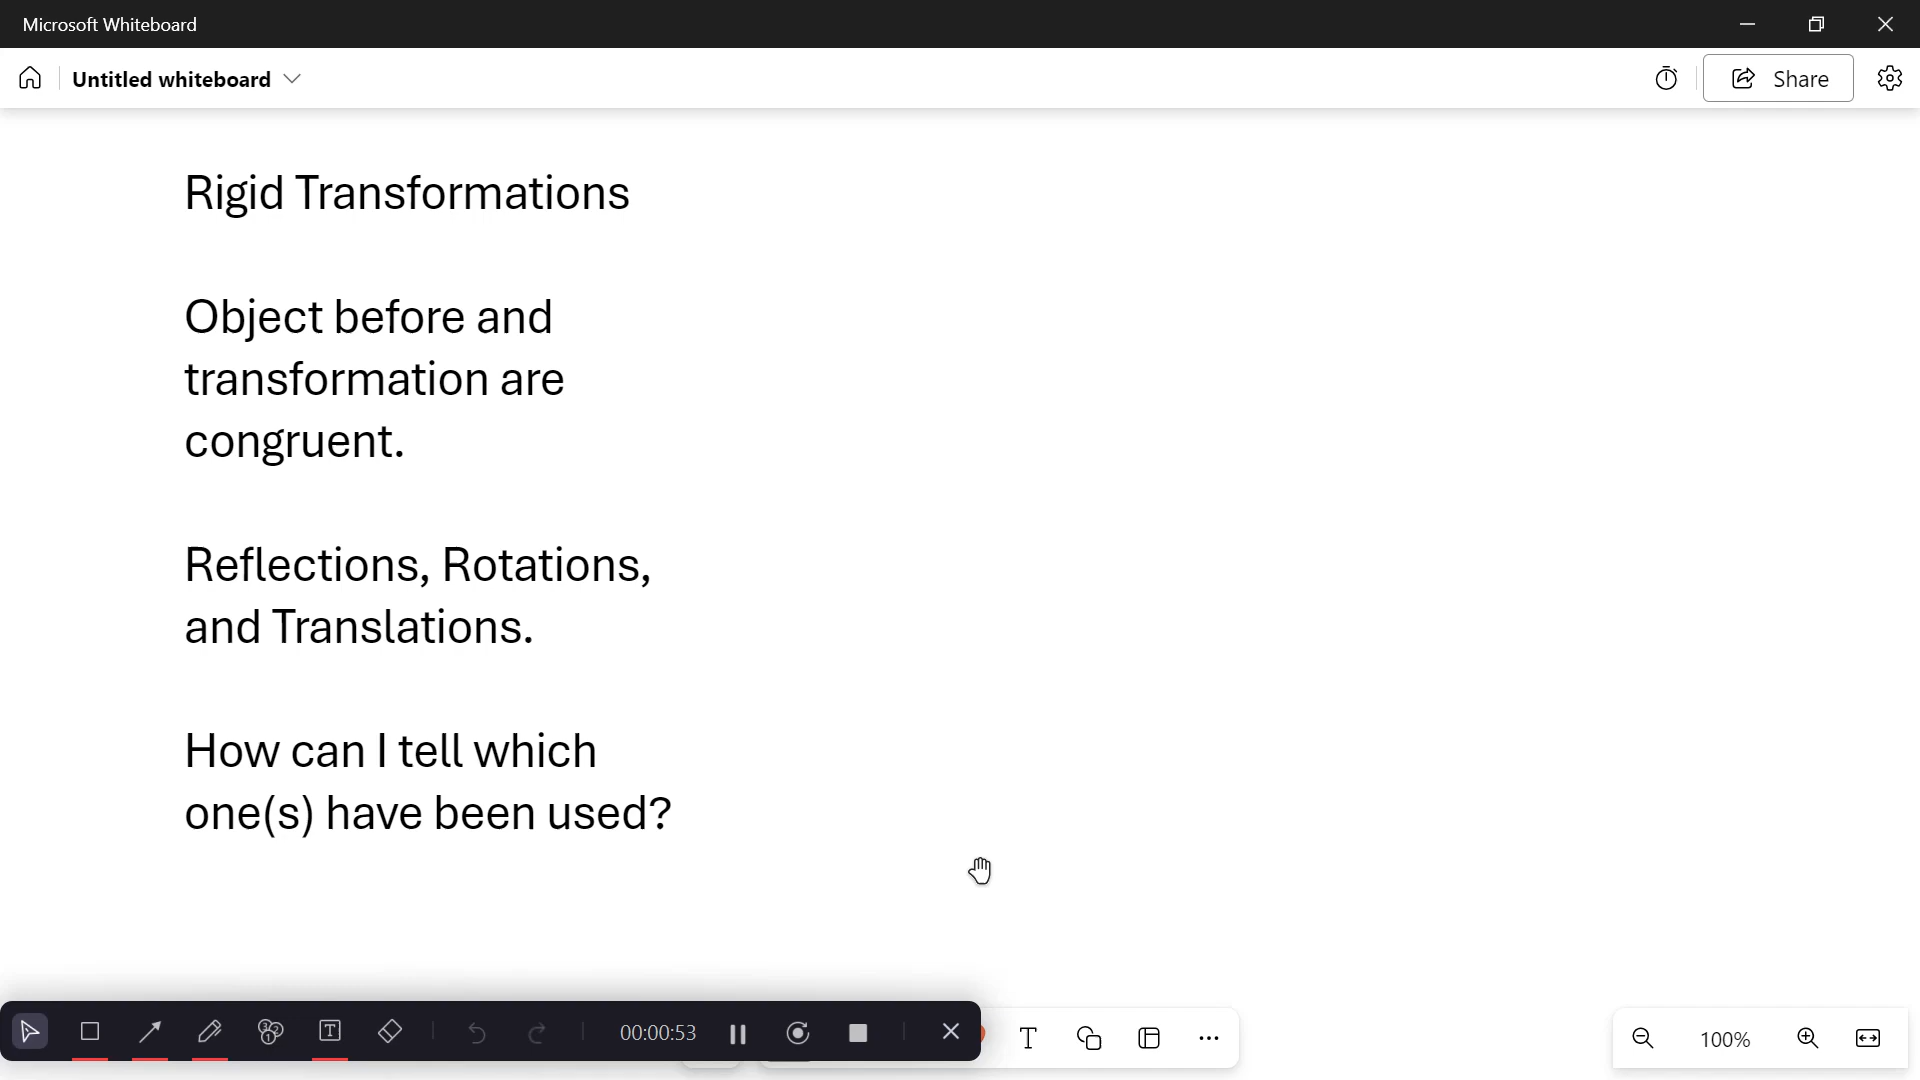 Microsoft Whiteboard
Untitled whiteboard
Share
Rigid Transformations
Object before and
transformation are
congruent.
Reflections, Rotations,
and Translations.
How can I tell which
one(s) have been used?
00:00:53
100%